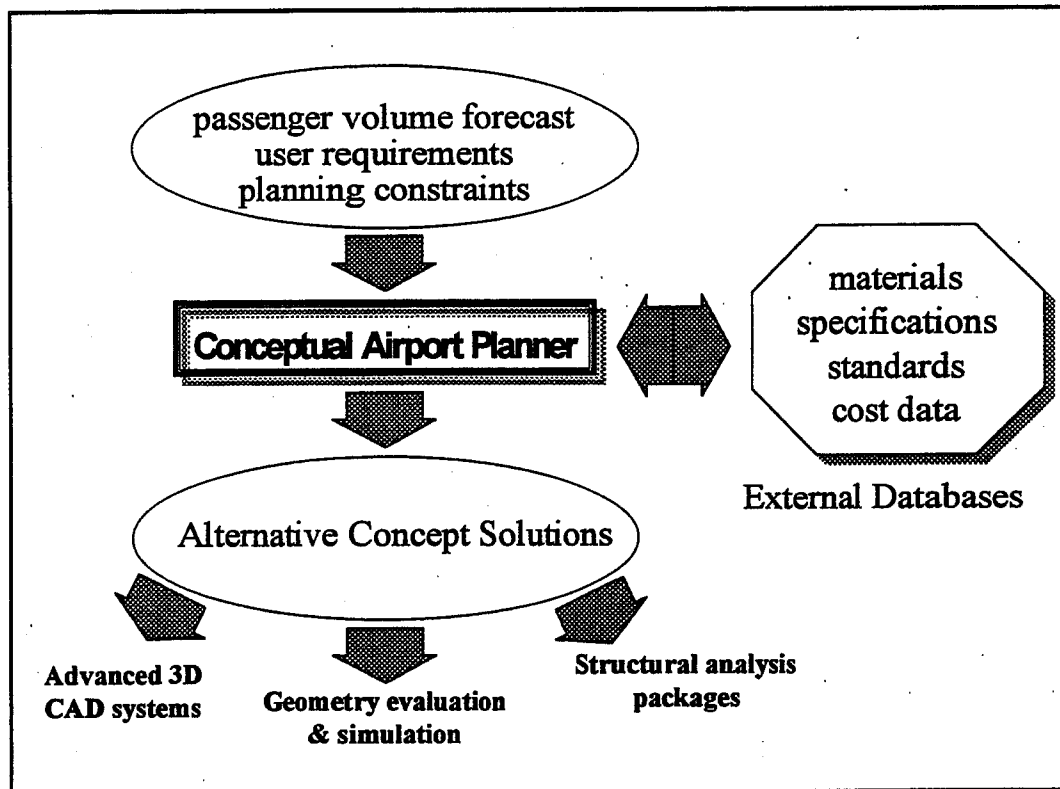 passenger volume forecast
user requirements
planning constraints
Conceptual Airport Planner
materials
specifications
standards
cost data
External Databases
Alternative Concept Solutions
Advanced 3D
CAD systems
Geometry evaluation
& simulation
Structural analysis
packages